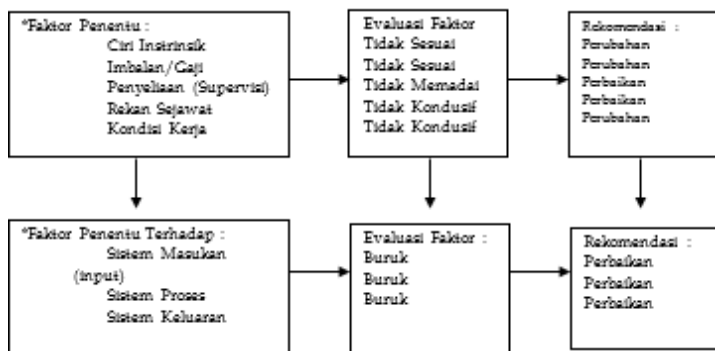 *Faktor Penentu :
Ciri Instrinsik
Imbalan/Gaji
Penyeliaan (Supervisi)
Rekan Sejawat
Kondisi Kerja
Evaluasi Faktor
Tidak Sesuai
Tidak Sesuai
Tidak Memadai
Tidak Kondusif
Tidak Kondusif
Rekomendasi :
Perubahan
Perubahan
Perbaikan
Perbaikan
Perubahan
*Faktor Penentu Terhadap :
Sistem Masukan
(input)
Sistem Proses
Sistem Keluaran
Evaluasi Faktor :
Buruk
Buruk
Buruk
Rekomendasi :
Perbaikan
Perbaikan
Perbaikan